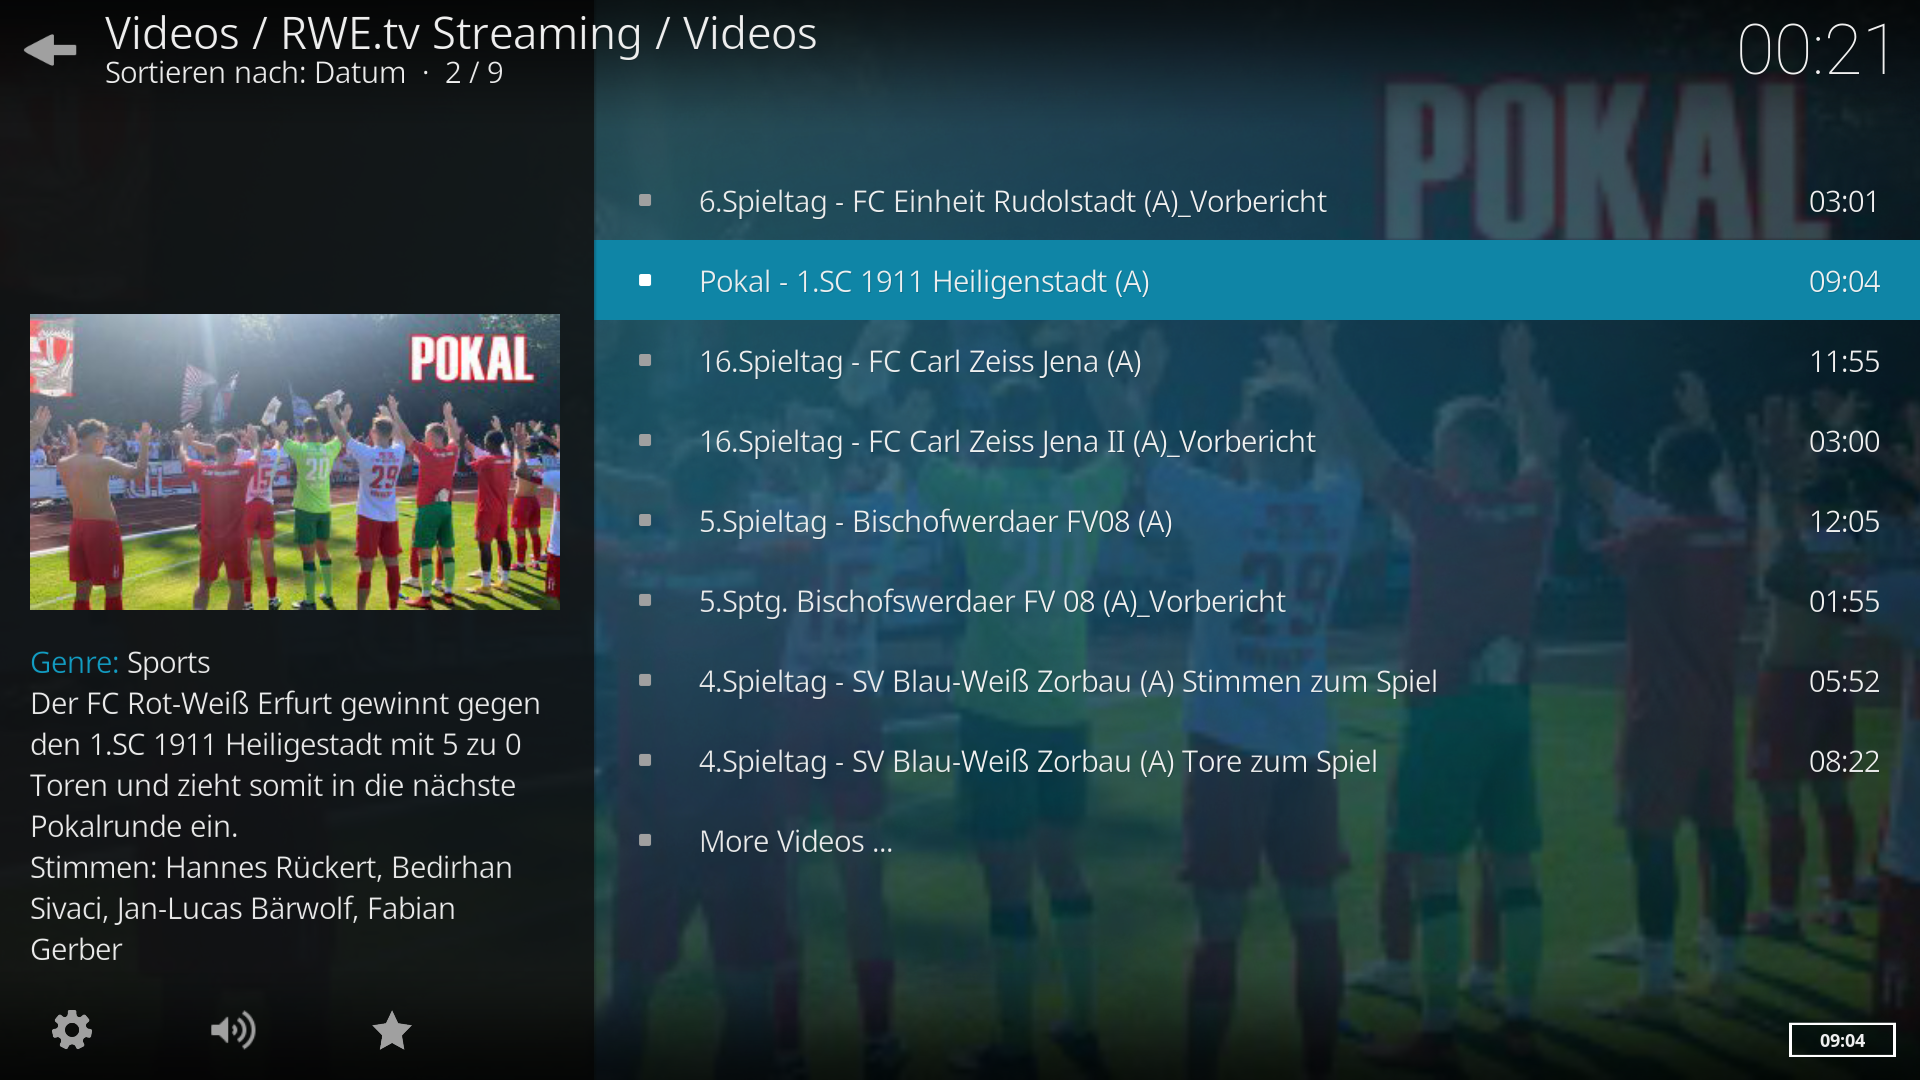 Videos / RWE.tv Streaming / Videos
Sortieren nach: Datum · 2 / 9
00:21
6.Spieltag - FC Einheit Rudolstadt (A)_Vorbericht 03:01
Pokal - 1.SC 1911 Heiligenstadt (A) 09:04
16.Spieltag - FC Carl Zeiss Jena (A) 11:55
16.Spieltag - FC Carl Zeiss Jena II (A)_Vorbericht 03:00
5.Spieltag - Bischofwerdaer FV08 (A) 12:05
5.Sptg. Bischofswerdaer FV 08 (A)_Vorbericht 01:55
4.Spieltag - SV Blau-Weiß Zorbau (A) Stimmen zum Spiel 05:52
4.Spieltag - SV Blau-Weiß Zorbau (A) Tore zum Spiel 08:22
More Videos ...
POKAL
POKAL
15
20
29
15
20
29
Genre: Sports
Der FC Rot-Weiß Erfurt gewinnt gegen
den 1.SC 1911 Heiligestadt mit 5 zu 0
Toren und zieht somit in die nächste
Pokalrunde ein.
Stimmen: Hannes Rückert, Bedirhan
Sivaci, Jan-Lucas Bärwolf, Fabian
Gerber
09:04